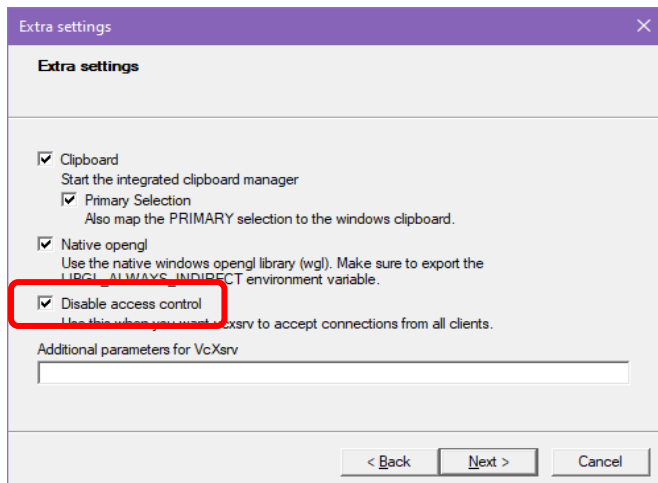 Extra settings
Extra settings
Clipboard
Start the integrated clipboard manager
Primary Selection
Also map the PRIMARY selection to the windows clipboard.
Native opengl
Use the native windows opengl library (wgl). Make sure to export the
LIBGL_ALWAYS_INDIRECT environment variable.
Disable access control
Use this when you want vcxsrv to accept connections from all clients.
Additional parameters for VcXsrv
< Back Next > Cancel